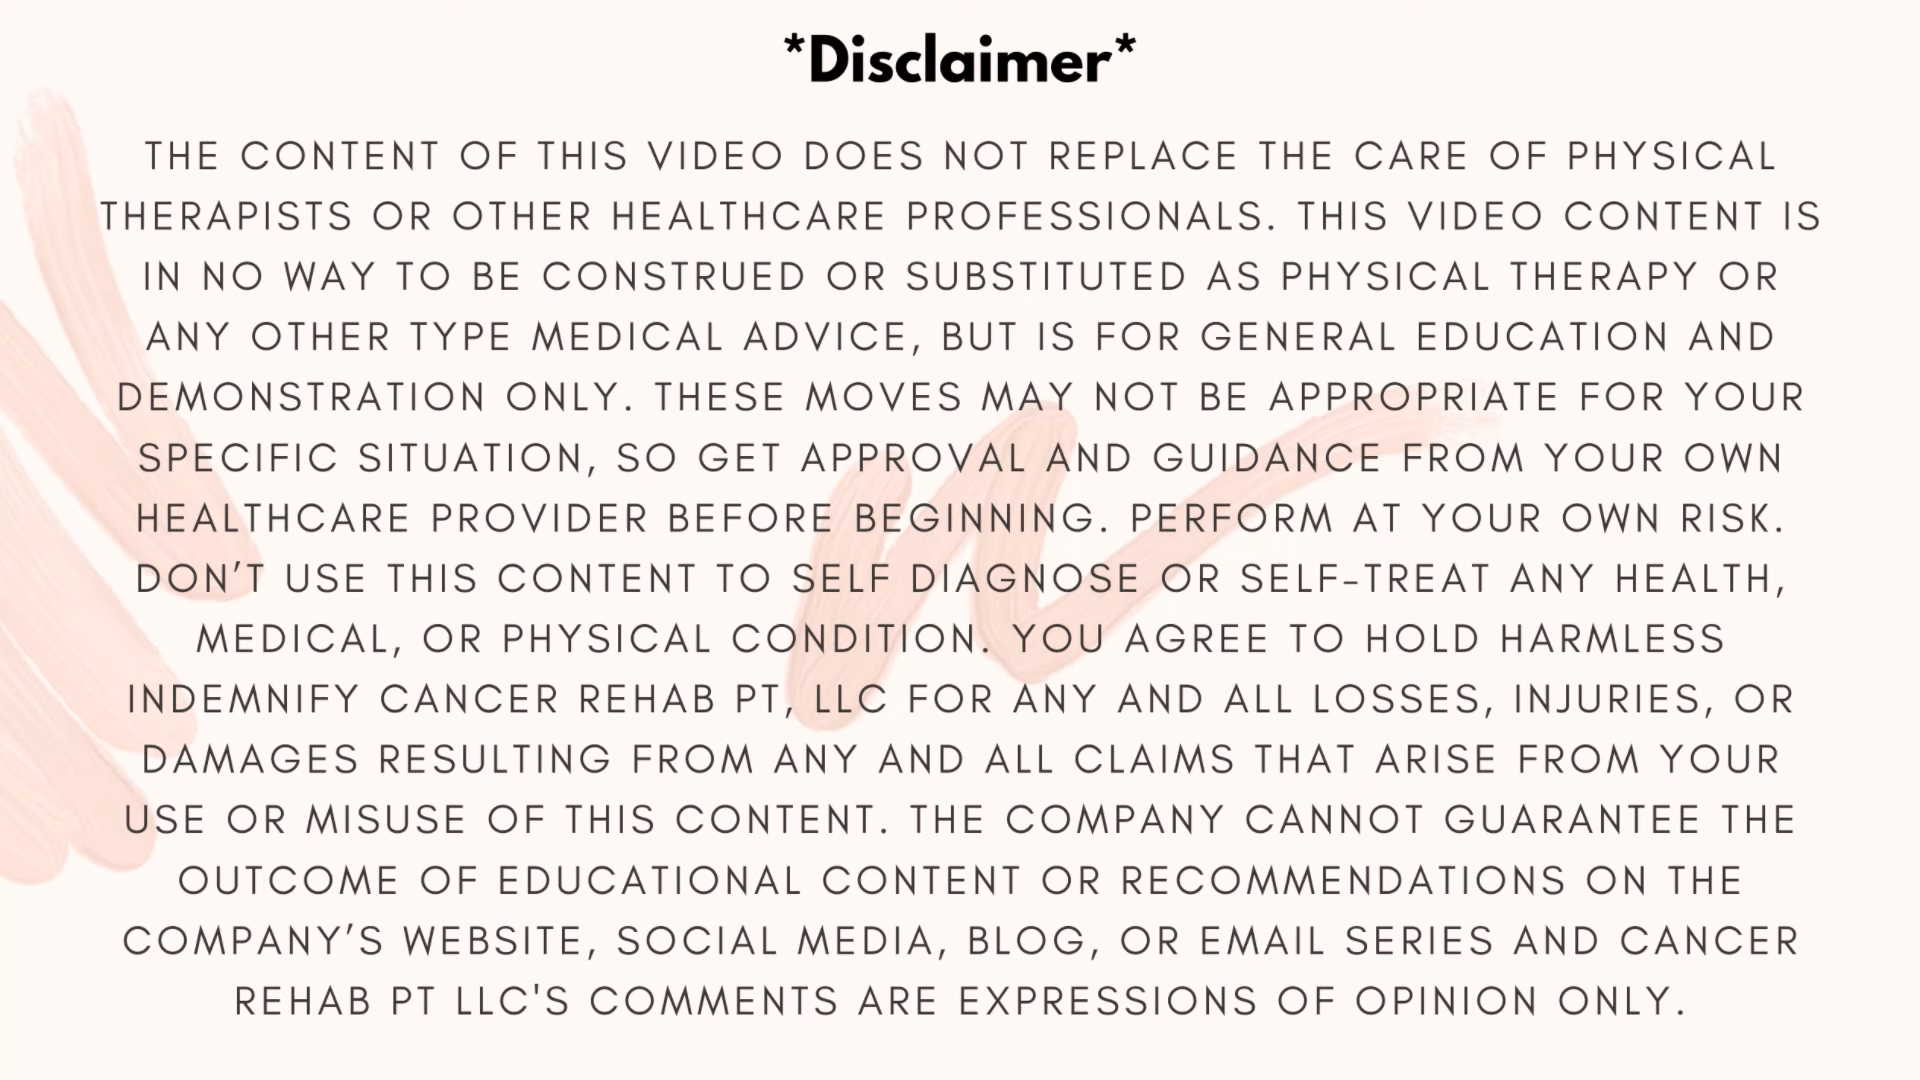 *Disclaimer*
THE CONTENT OF THIS VIDEO DOES NOT REPLACE THE CARE OF PHYSICAL
THERAPISTS OR OTHER HEALTHCARE PROFESSIONALS. THIS VIDEO CONTENT IS
IN NO WAY TO BE CONSTRUED OR SUBSTITUTED AS PHYSICAL THERAPY OR
ANY OTHER TYPE MEDICAL ADVICE, BUT IS FOR GENERAL EDUCATION AND
DEMONSTRATION ONLY. THESE MOVES MAY NOT BE APPROPRIATE FOR YOUR
SPECIFIC SITUATION, SO GET APPROVAL AND GUIDANCE FROM YOUR OWN
HEALTHCARE PROVIDER BEFORE BEGINNING. PERFORM AT YOUR OWN RISK.
DON’T USE THIS CONTENT TO SELF DIAGNOSE OR SELF-TREAT ANY HEALTH,
MEDICAL, OR PHYSICAL CONDITION. YOU AGREE TO HOLD HARMLESS
INDEMNIFY CANCER REHAB PT, LLC FOR ANY AND ALL LOSSES, INJURIES, OR
DAMAGES RESULTING FROM ANY AND ALL CLAIMS THAT ARISE FROM YOUR
USE OR MISUSE OF THIS CONTENT. THE COMPANY CANNOT GUARANTEE THE
OUTCOME OF EDUCATIONAL CONTENT OR RECOMMENDATIONS ON THE
COMPANY’S WEBSITE, SOCIAL MEDIA, BLOG, OR EMAIL SERIES AND CANCER
REHAB PT LLC'S COMMENTS ARE EXPRESSIONS OF OPINION ONLY.